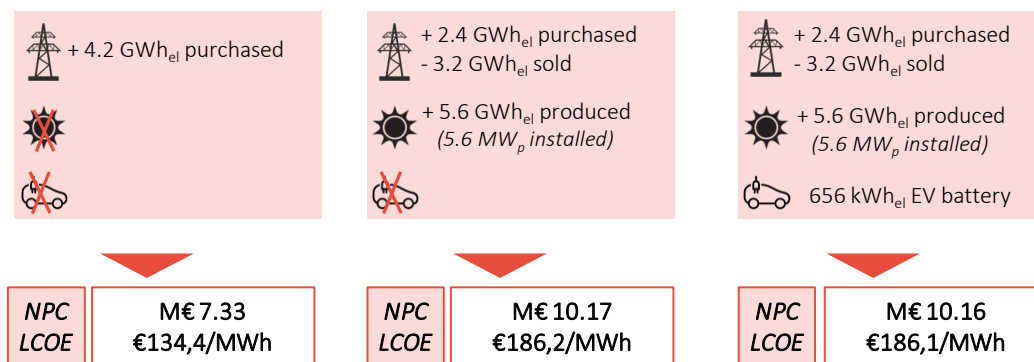 + 4.2 GWhel purchased
+ 2.4 GWhel purchased
- 3.2 GWhel sold
+ 5.6 GWhel produced
(5.6 MWp installed)
+ 2.4 GWhel purchased
- 3.2 GWhel sold
+ 5.6 GWhel produced
(5.6 MWp installed)
656 kWhel EV battery
NPC
LCOE
M€ 7.33
€134,4/MWh
NPC
LCOE
M€ 10.17
€186,2/MWh
NPC
LCOE
M€ 10.16
€186,1/MWh